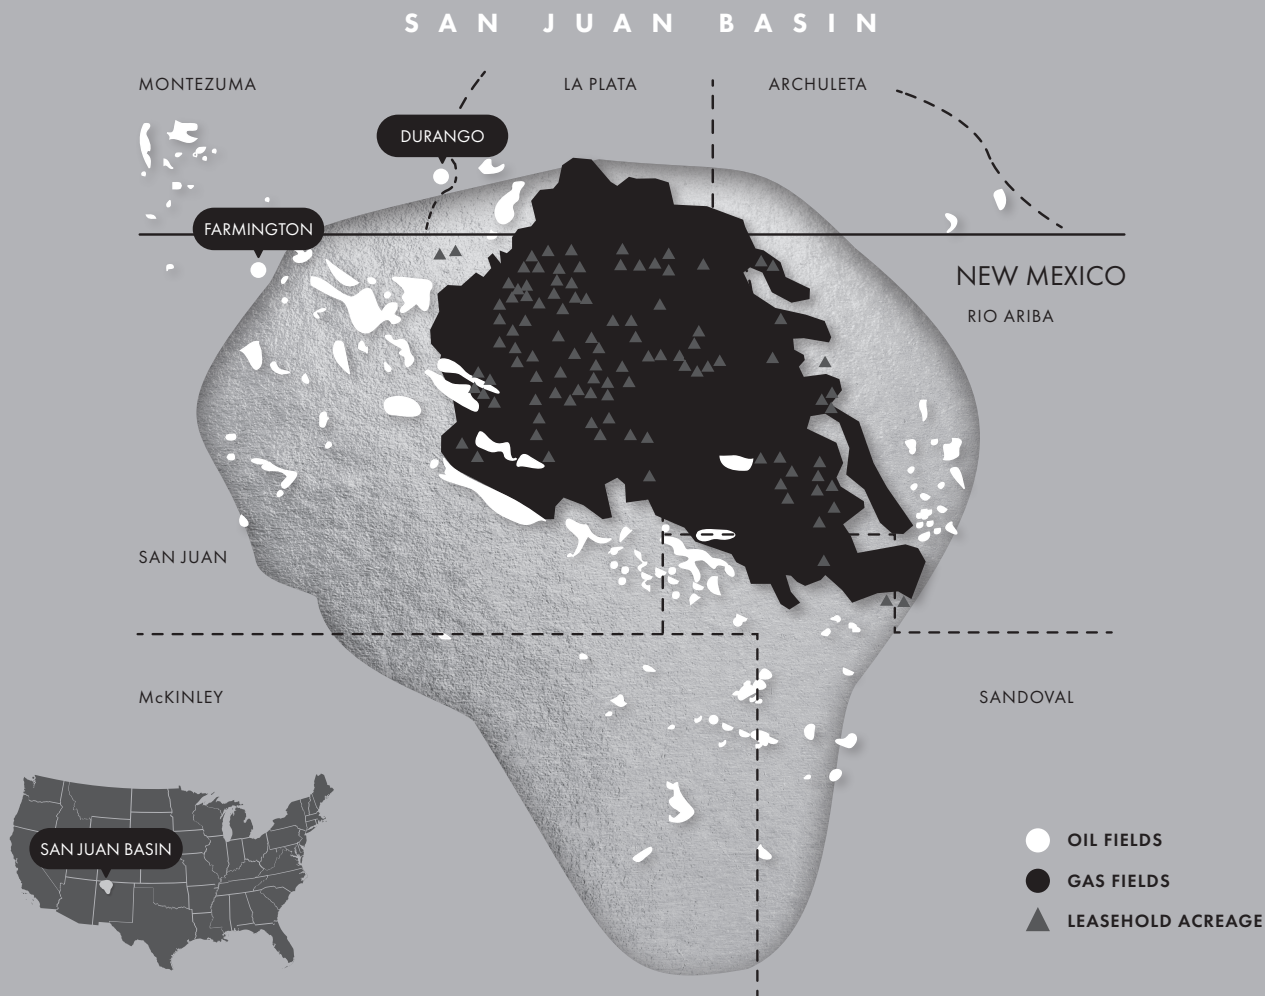 SAN JUAN BASIN
MONTEZUMA
LA PLATA
ARCHULETA
DURANGO
FARMINGTON
NEW MEXICO
RIO ARIBA
SAN JUAN
McKINLEY
SANDOVAL
SAN JUAN BASIN
OIL FIELDS
GAS FIELDS
LEASEHOLD ACREAGE